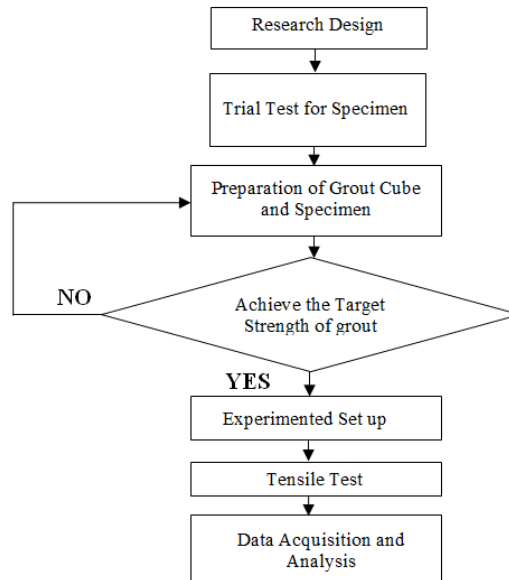 Research Design
Trial Test for Specimen
Preparation of Grout Cube
and Specimen
NO
Achieve the Target
Strength of grout
YES
Experimented Set up
Tensile Test
Data Acquisition and
Analysis